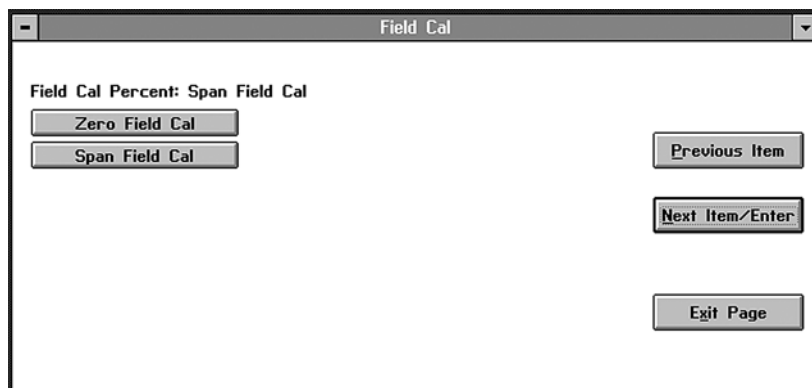 Field Cal
Field Cal Percent: Span Field Cal
Zero Field Cal
Span Field Cal
Previous Item
Next Item/Enter
Exit Page